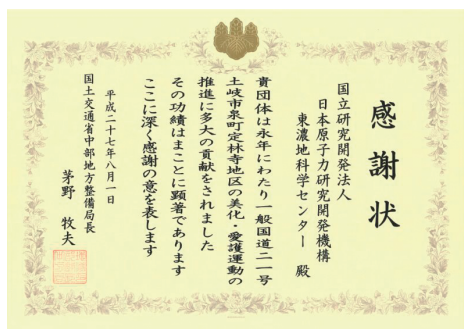 感謝状
国立研究開発法人
日本原子力研究開発機構
東濃地科学センター 殿
貴団体は永年にわたり一般国道二一号
土岐市泉町定林寺地区の美化・愛護運動の
推進に多大の貢献をされました
その功績はまことに顕著であります
ここに深く感謝の意を表します
平成二十七年八月一日
国土交通省中部地方整備局長
茅野 牧夫